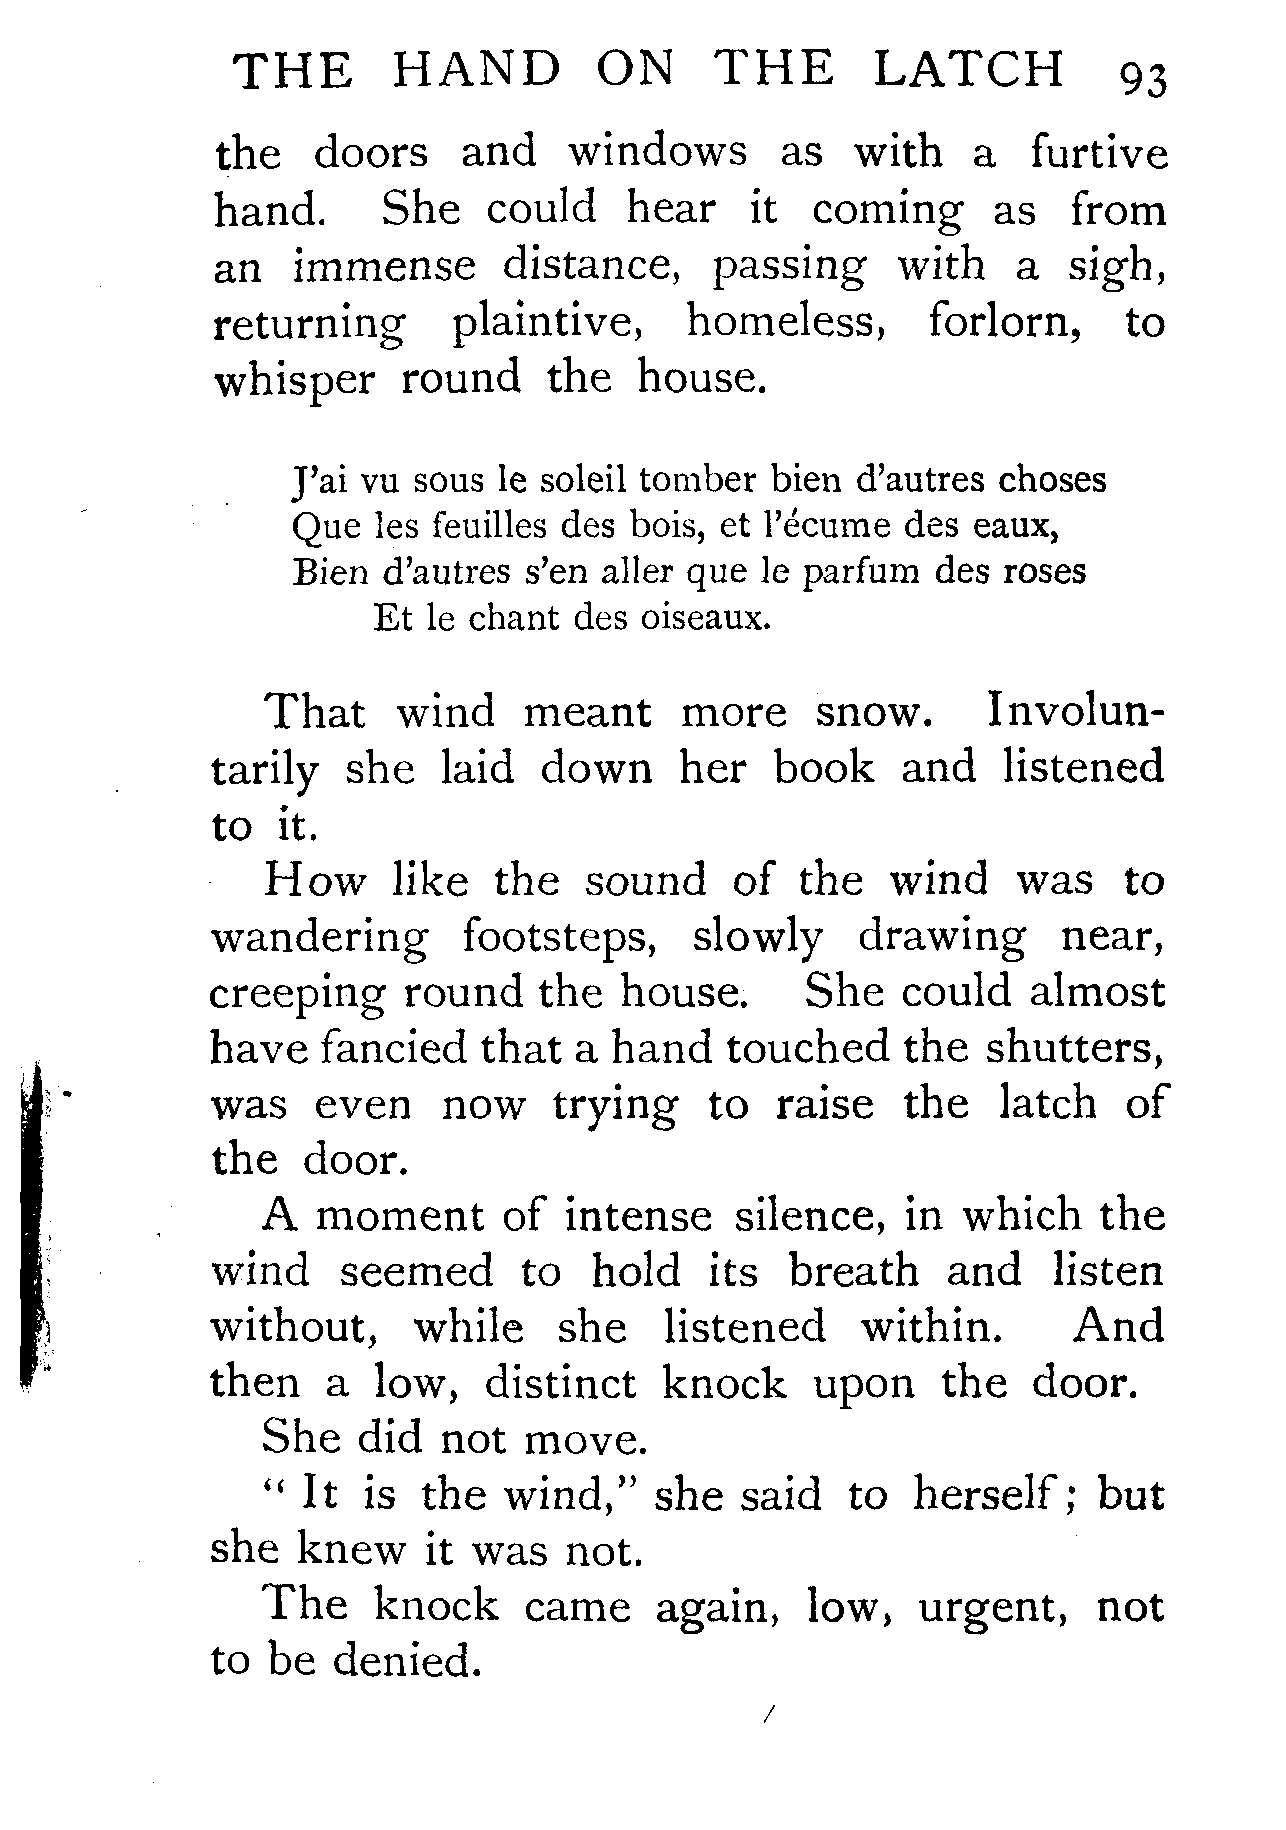 THE HAND ON THE LATCH 93
the doors and windows as with a furtive
hand. She could hear it coming as from
an immense distance, passing with a sigh,
returning plaintive, homeless, forlorn, to
whisper round the house.
J'ai vu sous le soleil tomber bien d'autres choses
Que les feuilles des bois, et l'écume des eaux,
Bien d'autres s'en aller que le parfum des roses
Et le chant des oiseaux.
That wind meant more snow. Involun-
tarily she laid down her book and listened
to it.
How like the sound of the wind was to
wandering footsteps, slowly drawing near,
creeping round the house. She could almost
have fancied that a hand touched the shutters,
was even now trying to raise the latch of
the door.
A moment of intense silence, in which the
wind seemed to hold its breath and listen
without, while she listened within. And
then a low, distinct knock upon the door.
She did not move.
“ It is the wind,” she said to herself; but
she knew it was not.
The knock came again, low, urgent, not
to be denied.